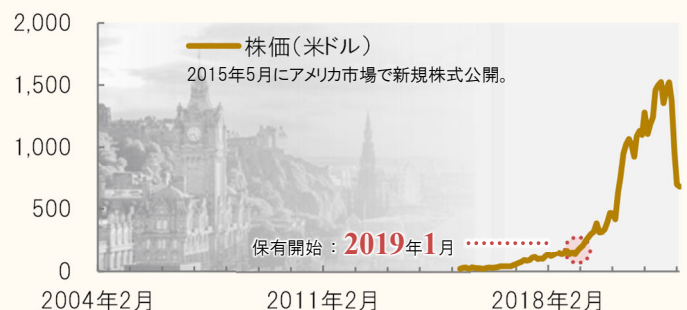 2,000
株価(米ドル)
2015年5月にアメリカ市場で新規株式公開。
1,500
1,000
500
保有開始：2019年1月
0
2004年2月 2011年2月 2018年2月